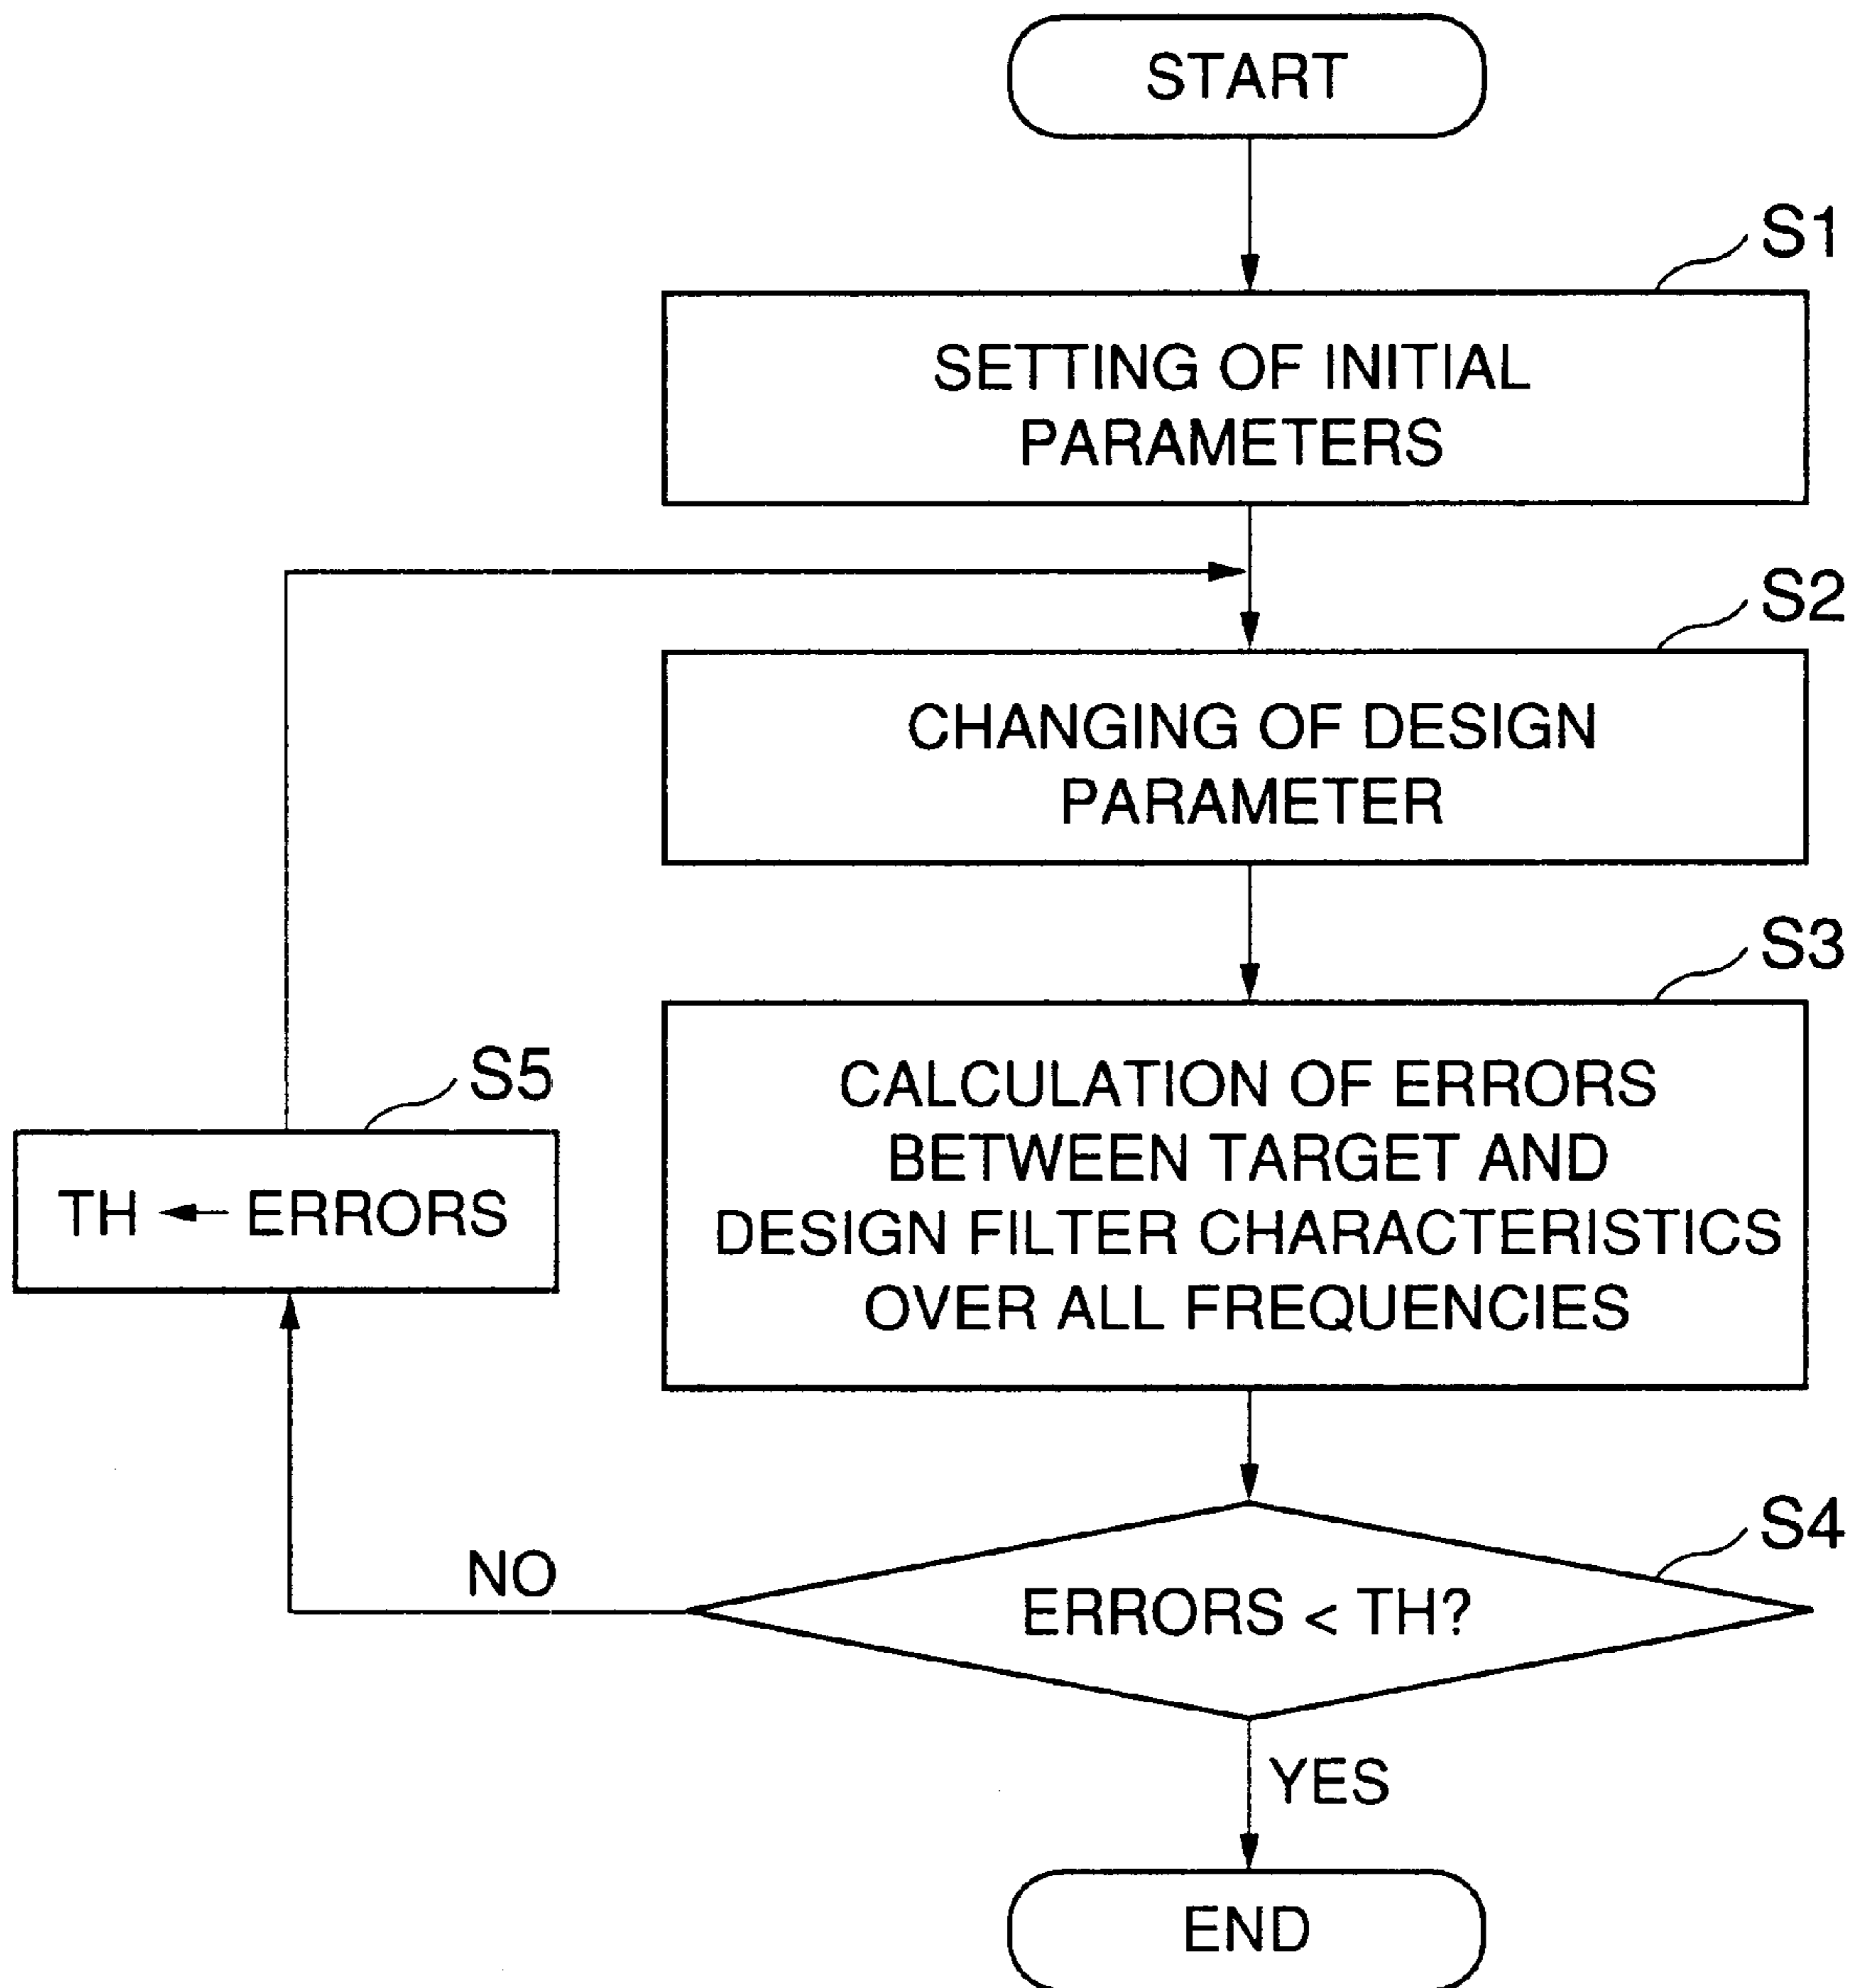 START
S1
SETTING OF INITIAL
PARAMETERS
S2
CHANGING OF DESIGN
PARAMETER
S3
CALCULATION OF ERRORS
BETWEEN TARGET AND
DESIGN FILTER CHARACTERISTICS
OVER ALL FREQUENCIES
S5
TH ← ERRORS
S4
NO
ERRORS < TH?
YES
END